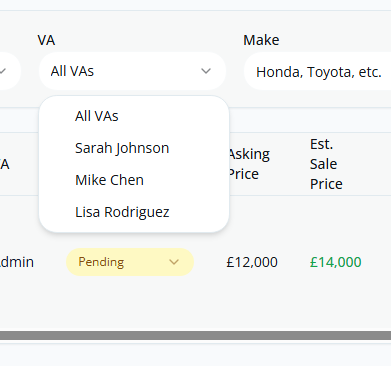 VA
Make
All VAs
Honda, Toyota, etc.
All VAs
Sarah Johnson
Mike Chen
Lisa Rodriguez
Asking
Price
Est.
Sale
Price
Pending
£12,000
£14,000